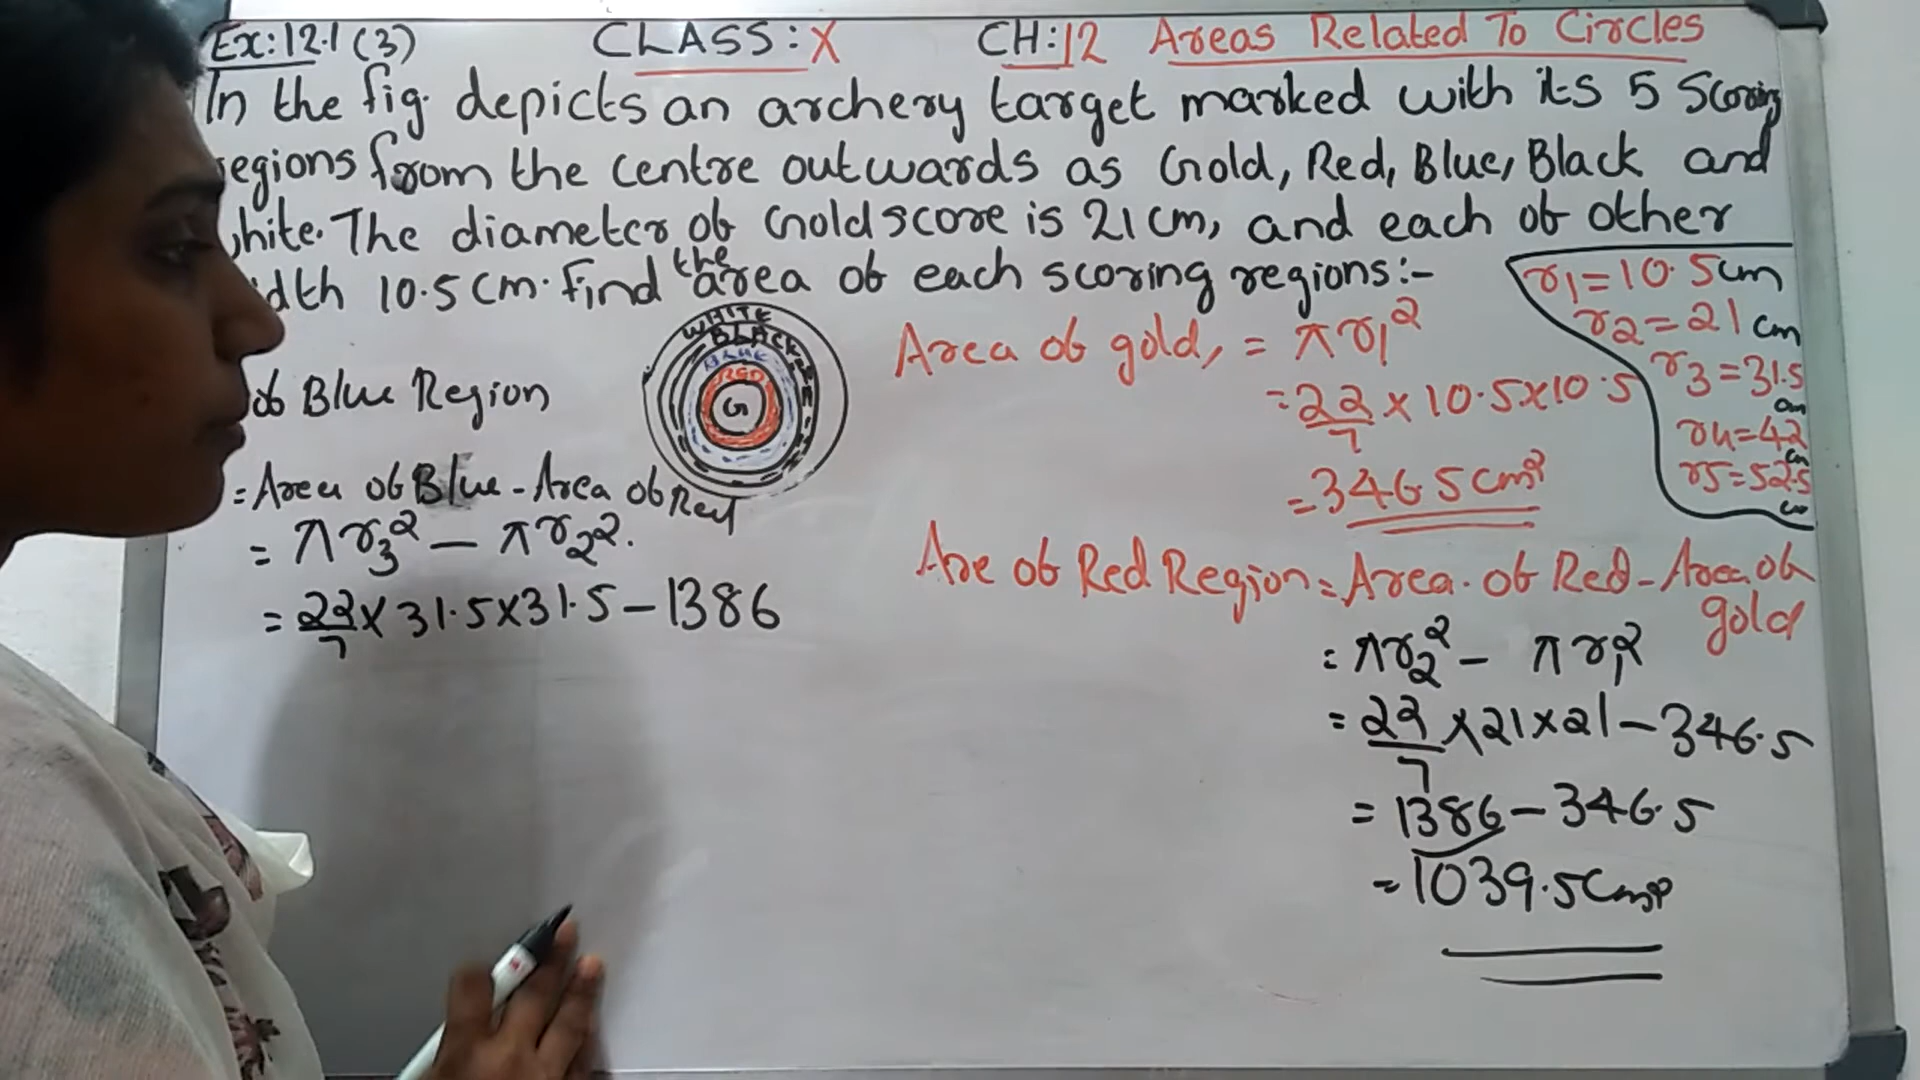 Ex:12.1 (3) CLASS: X CH:12 Areas Related To Circles
In the fig. depicts an archery target marked with its 5 Scoring
regions from the centre outwards as Gold, Red, Blue, Black and
hite. The diameter of Gold score is 21 cm, and each of other
dth 10.5 cm. Find the area of each scoring regions:-
WHITE
BLACK
BLUE
RED
G
of Blue Region
= Area of Blue - Area of Red
= πr₃² - πr₂².
= 22/7 × 31.5×31.5 - 1386
Area of gold, = πr₁²
= 22/7 × 10.5×10.5
= 346.5 cm²
r1 = 10.5cm
r2 = 21 cm
r3 = 31.5 cm
r4 = 42 cm
r5 = 52.5 cm
Are of Red Region = Area. of Red - Area of
gold
= πr₂² - πr₁²
= 22/7 ×21×21 - 346.5
= 1386 - 346.5
= 1039.5 cm²